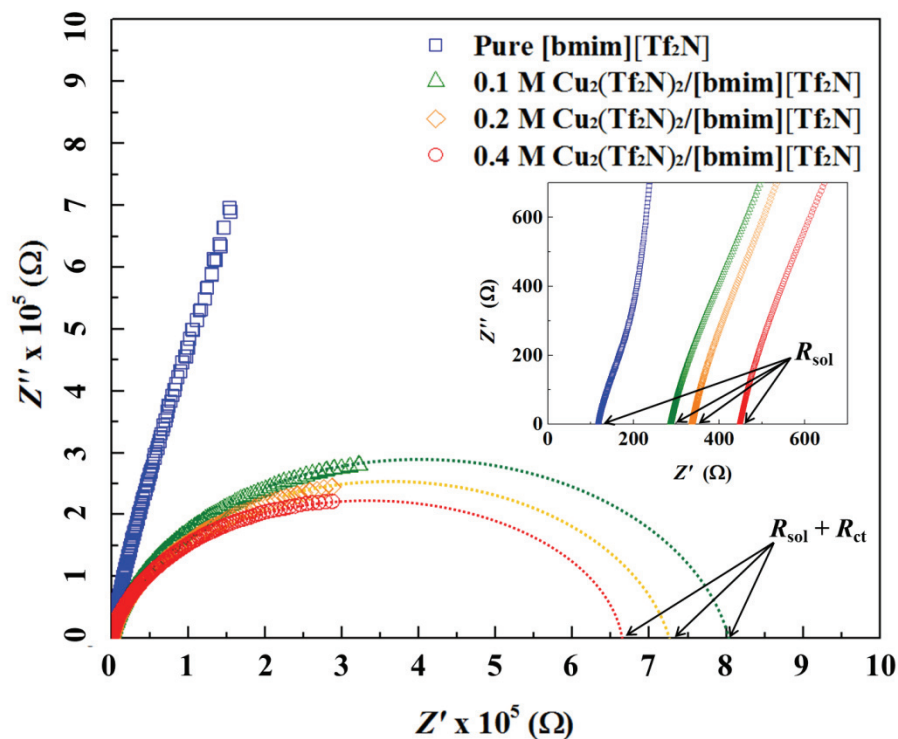 Pure [bmim][Tf₂N]
0.1 M Cu₂(Tf₂N)₂/[bmim][Tf₂N]
0.2 M Cu₂(Tf₂N)₂/[bmim][Tf₂N]
0.4 M Cu₂(Tf₂N)₂/[bmim][Tf₂N]
10
9
8
7
6
5
4
3
2
1
0
Z'' x 10⁵ (Ω)
600
400
200
0
Z'' (Ω)
R_sol
0 200 400 600
Z' (Ω)
R_sol + R_ct
0 1 2 3 4 5 6 7 8 9 10
Z' x 10⁵ (Ω)